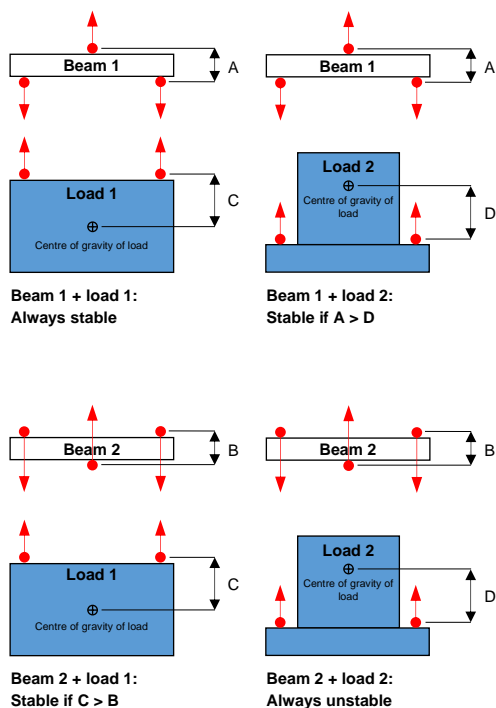 Beam 1
A
Load 1
C
Centre of gravity of load
Beam 1 + load 1:
Always stable
Beam 1
A
Load 2
Centre of gravity of
load
D
Beam 1 + load 2:
Stable if A > D
Beam 2
B
Load 1
C
Centre of gravity of load
Beam 2 + load 1:
Stable if C > B
Beam 2
B
Load 2
Centre of gravity of
load
D
Beam 2 + load 2:
Always unstable